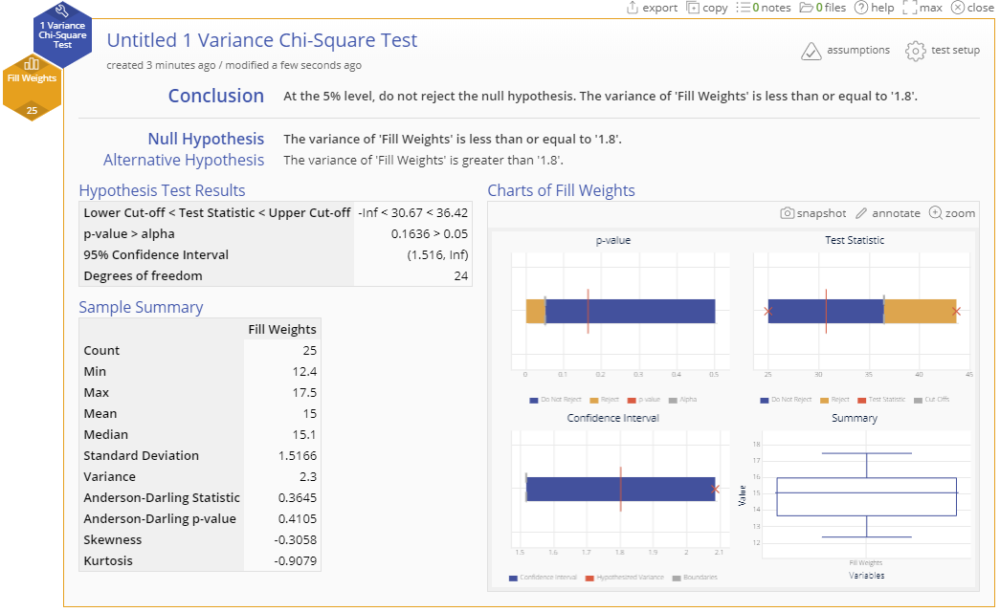 export copy 0 notes 0 files help max close
1 Variance
Chi-Square
Test
Fill Weights
25
Untitled 1 Variance Chi-Square Test
created 3 minutes ago / modified a few seconds ago
assumptions test setup
Conclusion At the 5% level, do not reject the null hypothesis. The variance of 'Fill Weights' is less than or equal to '1.8'.
Null Hypothesis The variance of 'Fill Weights' is less than or equal to '1.8'.
Alternative Hypothesis The variance of 'Fill Weights' is greater than '1.8'.
Hypothesis Test Results
Lower Cut-off < Test Statistic < Upper Cut-off -Inf < 30.67 < 36.42
p-value > alpha 0.1636 > 0.05
95% Confidence Interval (1.516, Inf)
Degrees of freedom 24
Sample Summary
Fill Weights
Count 25
Min 12.4
Max 17.5
Mean 15
Median 15.1
Standard Deviation 1.5166
Variance 2.3
Anderson-Darling Statistic 0.3645
Anderson-Darling p-value 0.4105
Skewness -0.3058
Kurtosis -0.9079
Charts of Fill Weights
snapshot annotate zoom
p-value
0 0.1 0.2 0.3 0.4 0.5
Do Not Reject Reject p-value Alpha
Test Statistic
25 30 35 40 45
Do Not Reject Reject Test Statistic Cut Offs
Confidence Interval
1.5 1.6 1.7 1.8 1.9 2 2.1
Confidence Interval Hypothesized Variance Boundaries
Summary
18
17
16
15
14
13
12
Value
Fill Weights
Variables